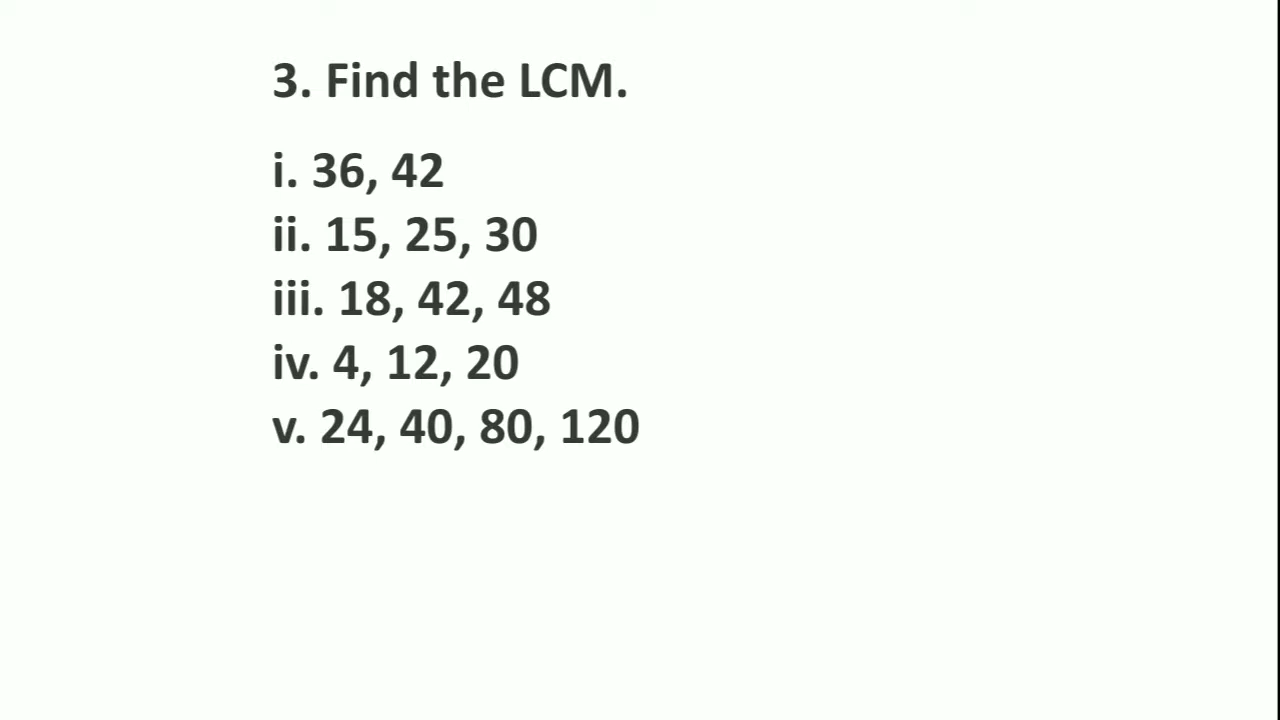 3. Find the LCM.
i. 36, 42
ii. 15, 25, 30
iii. 18, 42, 48
iv. 4, 12, 20
v. 24, 40, 80, 120